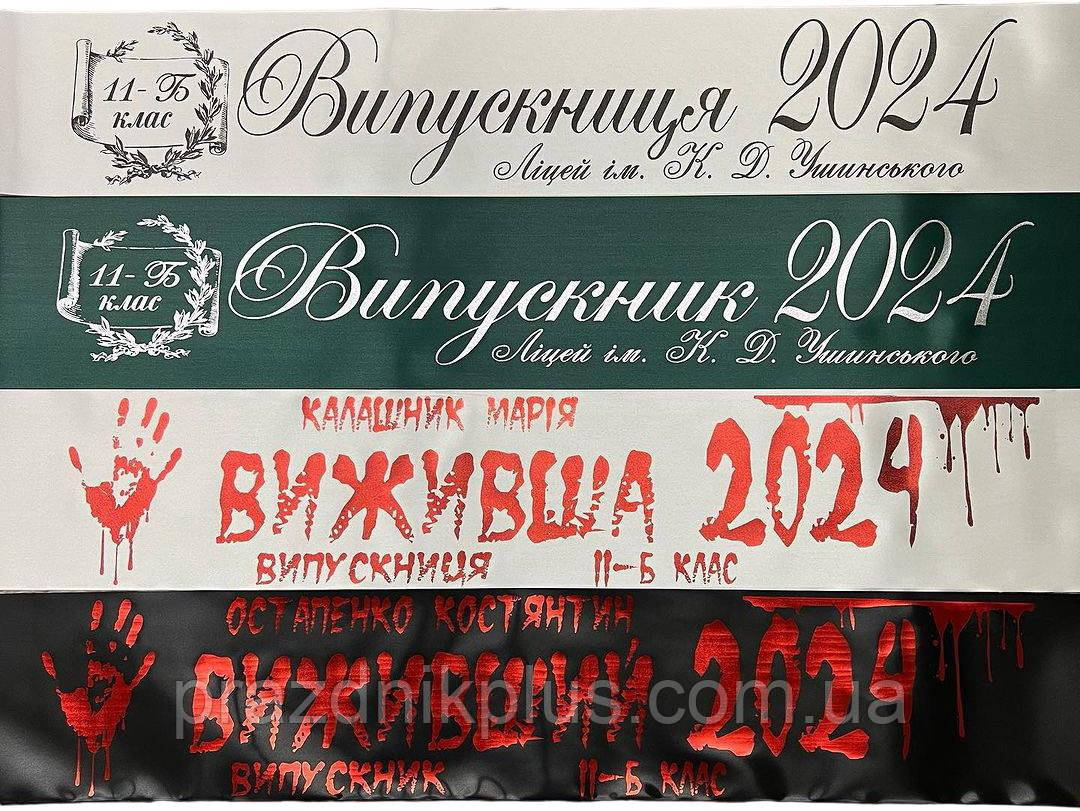 11-Б
клас
Випускниця 2024
Ліцей ім. К. Д. Ушинського
11-Б
клас
Випускник 2024
Ліцей ім. К. Д. Ушинського
КАЛАШНИК МАРІЯ
ВИЖИВША 2024
ВИПУСКНИЦЯ 11-Б КЛАС
ОСТАПЕНКО КОСТЯНТИН
ВИЖИВШИЙ 2024
prazdnikplus.com.ua
ВИПУСКНИК 11-Б КЛАС